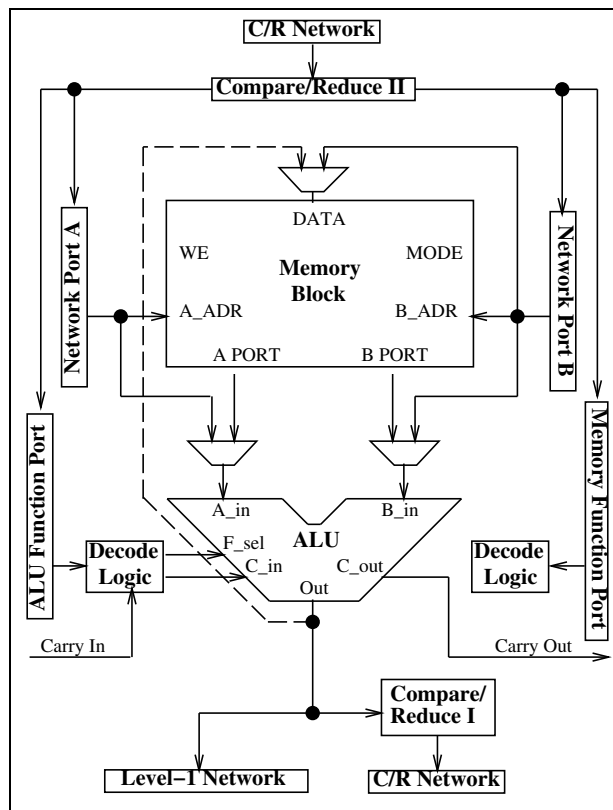 C/R Network
Compare/Reduce II
DATA
WE
MODE
Memory
Block
A_ADR
B_ADR
A PORT
B PORT
Network Port A
Network Port B
ALU Function Port
Memory Function Port
A_in
B_in
ALU
F_sel
C_in
C_out
Out
Decode
Logic
Decode
Logic
Carry In
Carry Out
Compare/
Reduce I
Level−1 Network
C/R Network